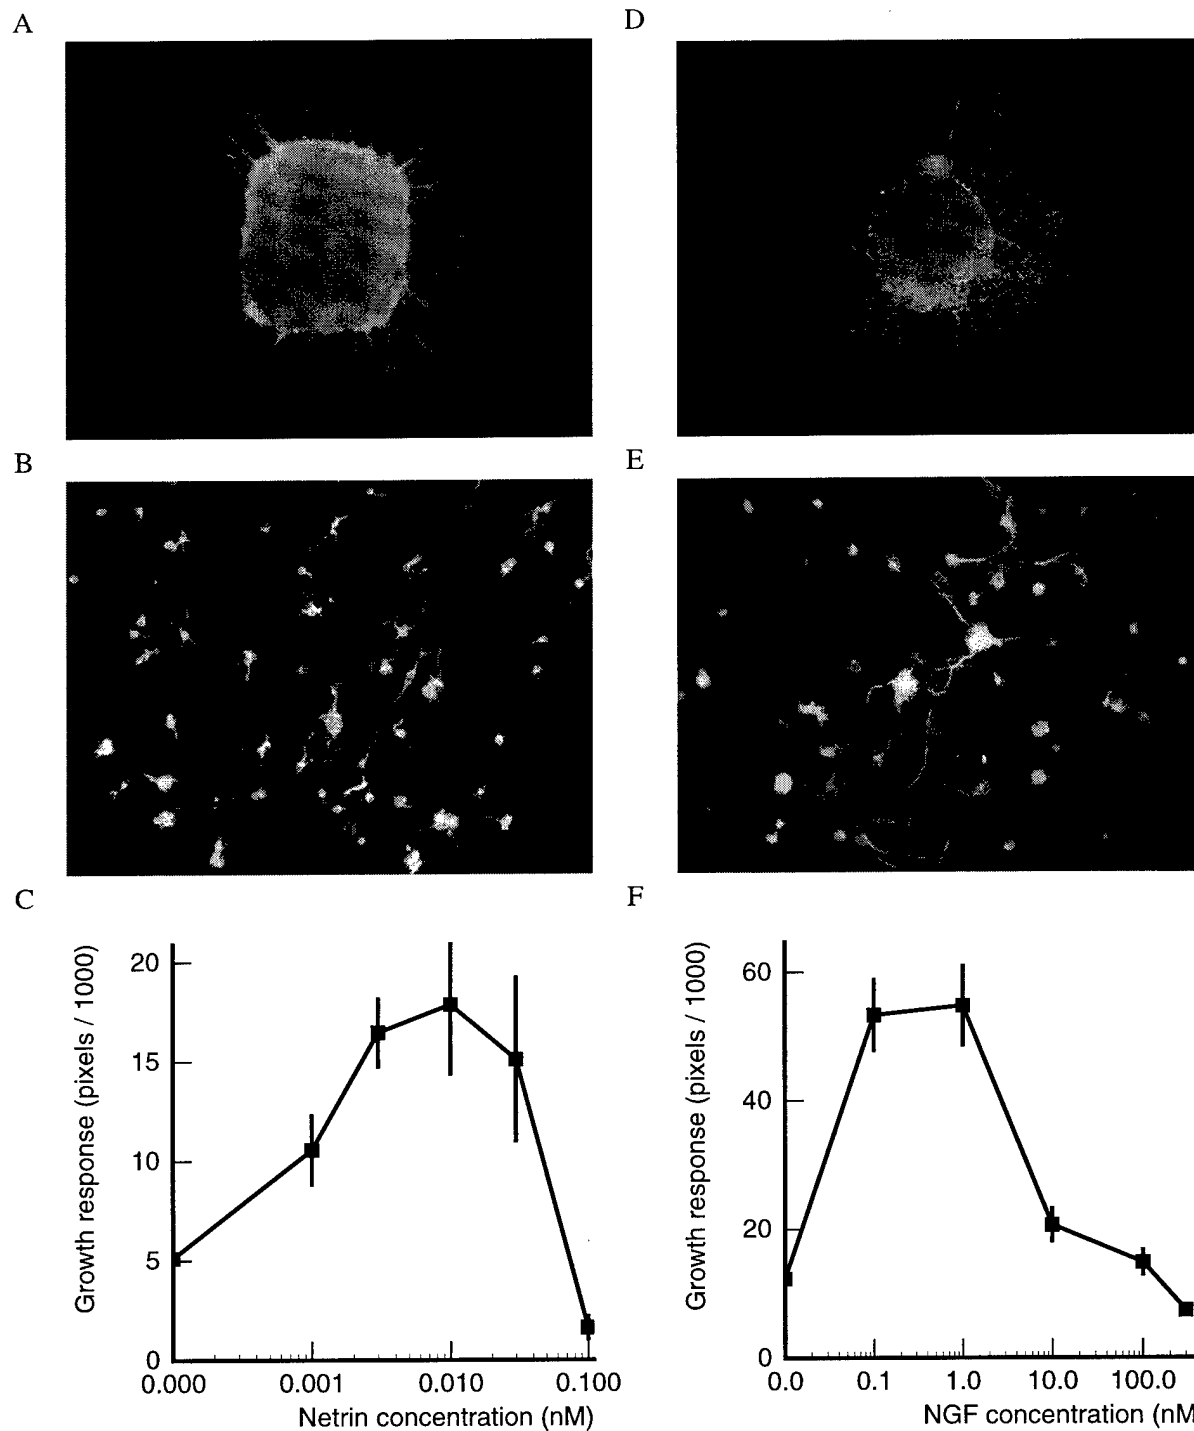 A
D
B
E
C
F
Growth response (pixels / 1000)
20
15
10
5
0
0.000
0.001
0.010
0.100
Netrin concentration (nM)
Growth response (pixels / 1000)
60
40
20
0
0.0
0.1
1.0
10.0
100.0
NGF concentration (nM